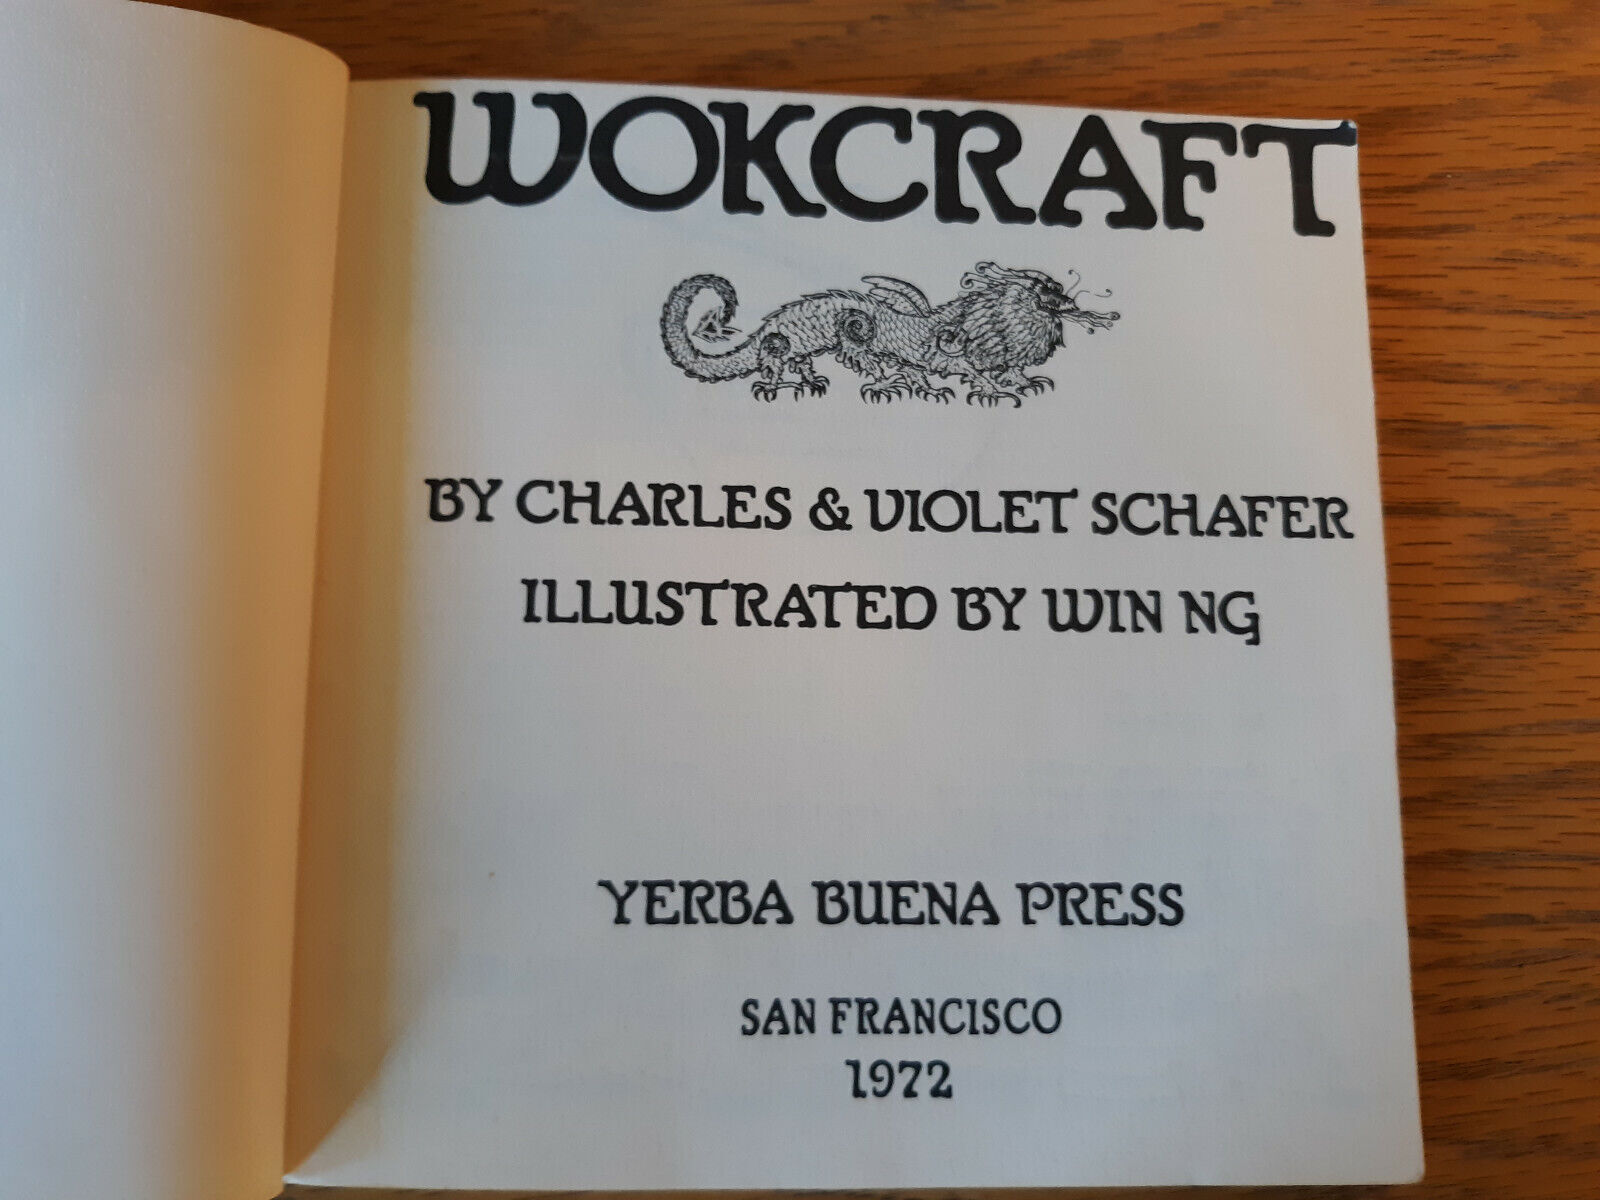 WOKCRAFT
BY CHARLES & VIOLET SCHAFER
ILLUSTRATED BY WIN NG
YERBA BUENA PRESS
SAN FRANCISCO
1972